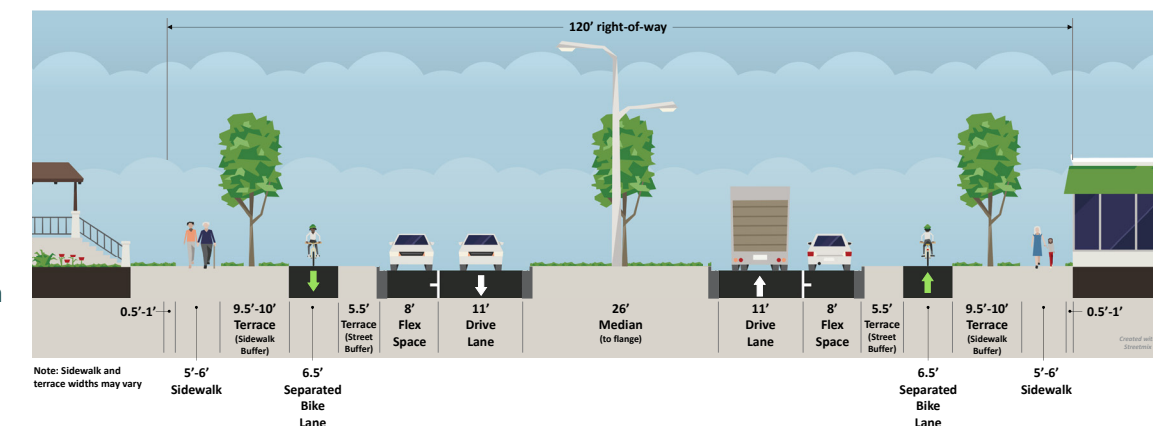 120' right-of-way
0.5'-1'
9.5'-10'
Terrace
(Sidewalk
Buffer)
5.5'
Terrace
(Street
Buffer)
8'
Flex
Space
11'
Drive
Lane
26'
Median
(to flange)
11'
Drive
Lane
8'
Flex
Space
5.5'
Terrace
(Street
Buffer)
9.5'-10'
Terrace
(Sidewalk
Buffer)
0.5'-1'
Created with
Streetmix
Note: Sidewalk and
terrace widths may vary
5'-6'
Sidewalk
6.5'
Separated
Bike
Lane
6.5'
Separated
Bike
Lane
5'-6'
Sidewalk